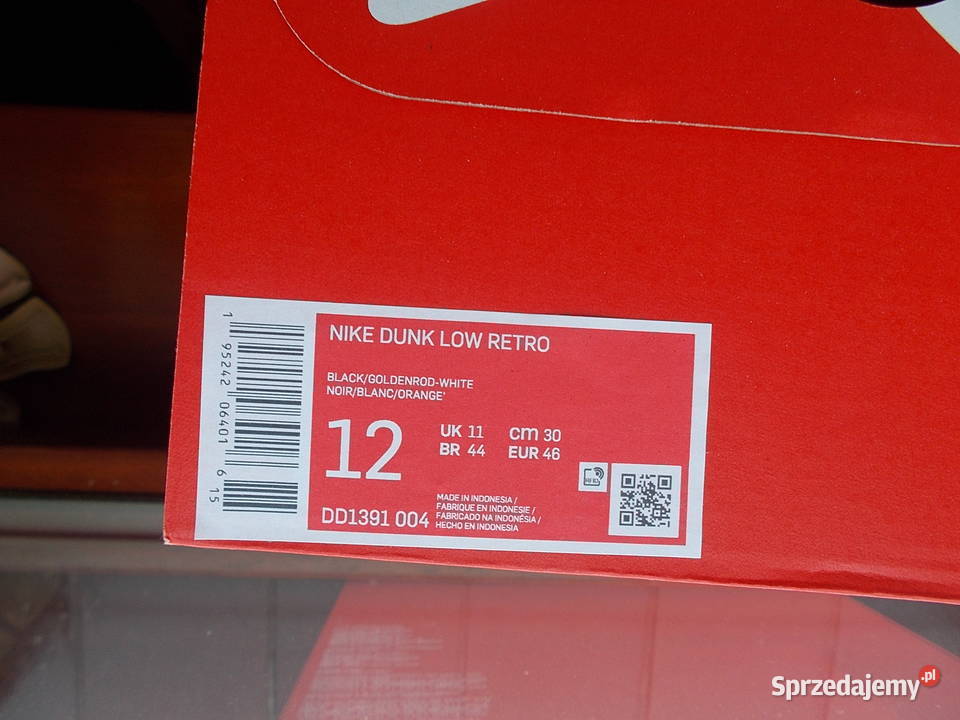 NIKE DUNK LOW RETRO
BLACK/GOLDENROD-WHITE
NOIR/BLANC/ORANGE'
12
UK 11 cm 30
BR 44 EUR 46
RFID
DD1391 004
MADE IN INDONESIA /
FABRIQUE EN INDONESIE /
FABRICADO NA INDONÉSIA /
HECHO EN INDONESIA
1 95242 06401 6 15
Sprzedajemy.pl